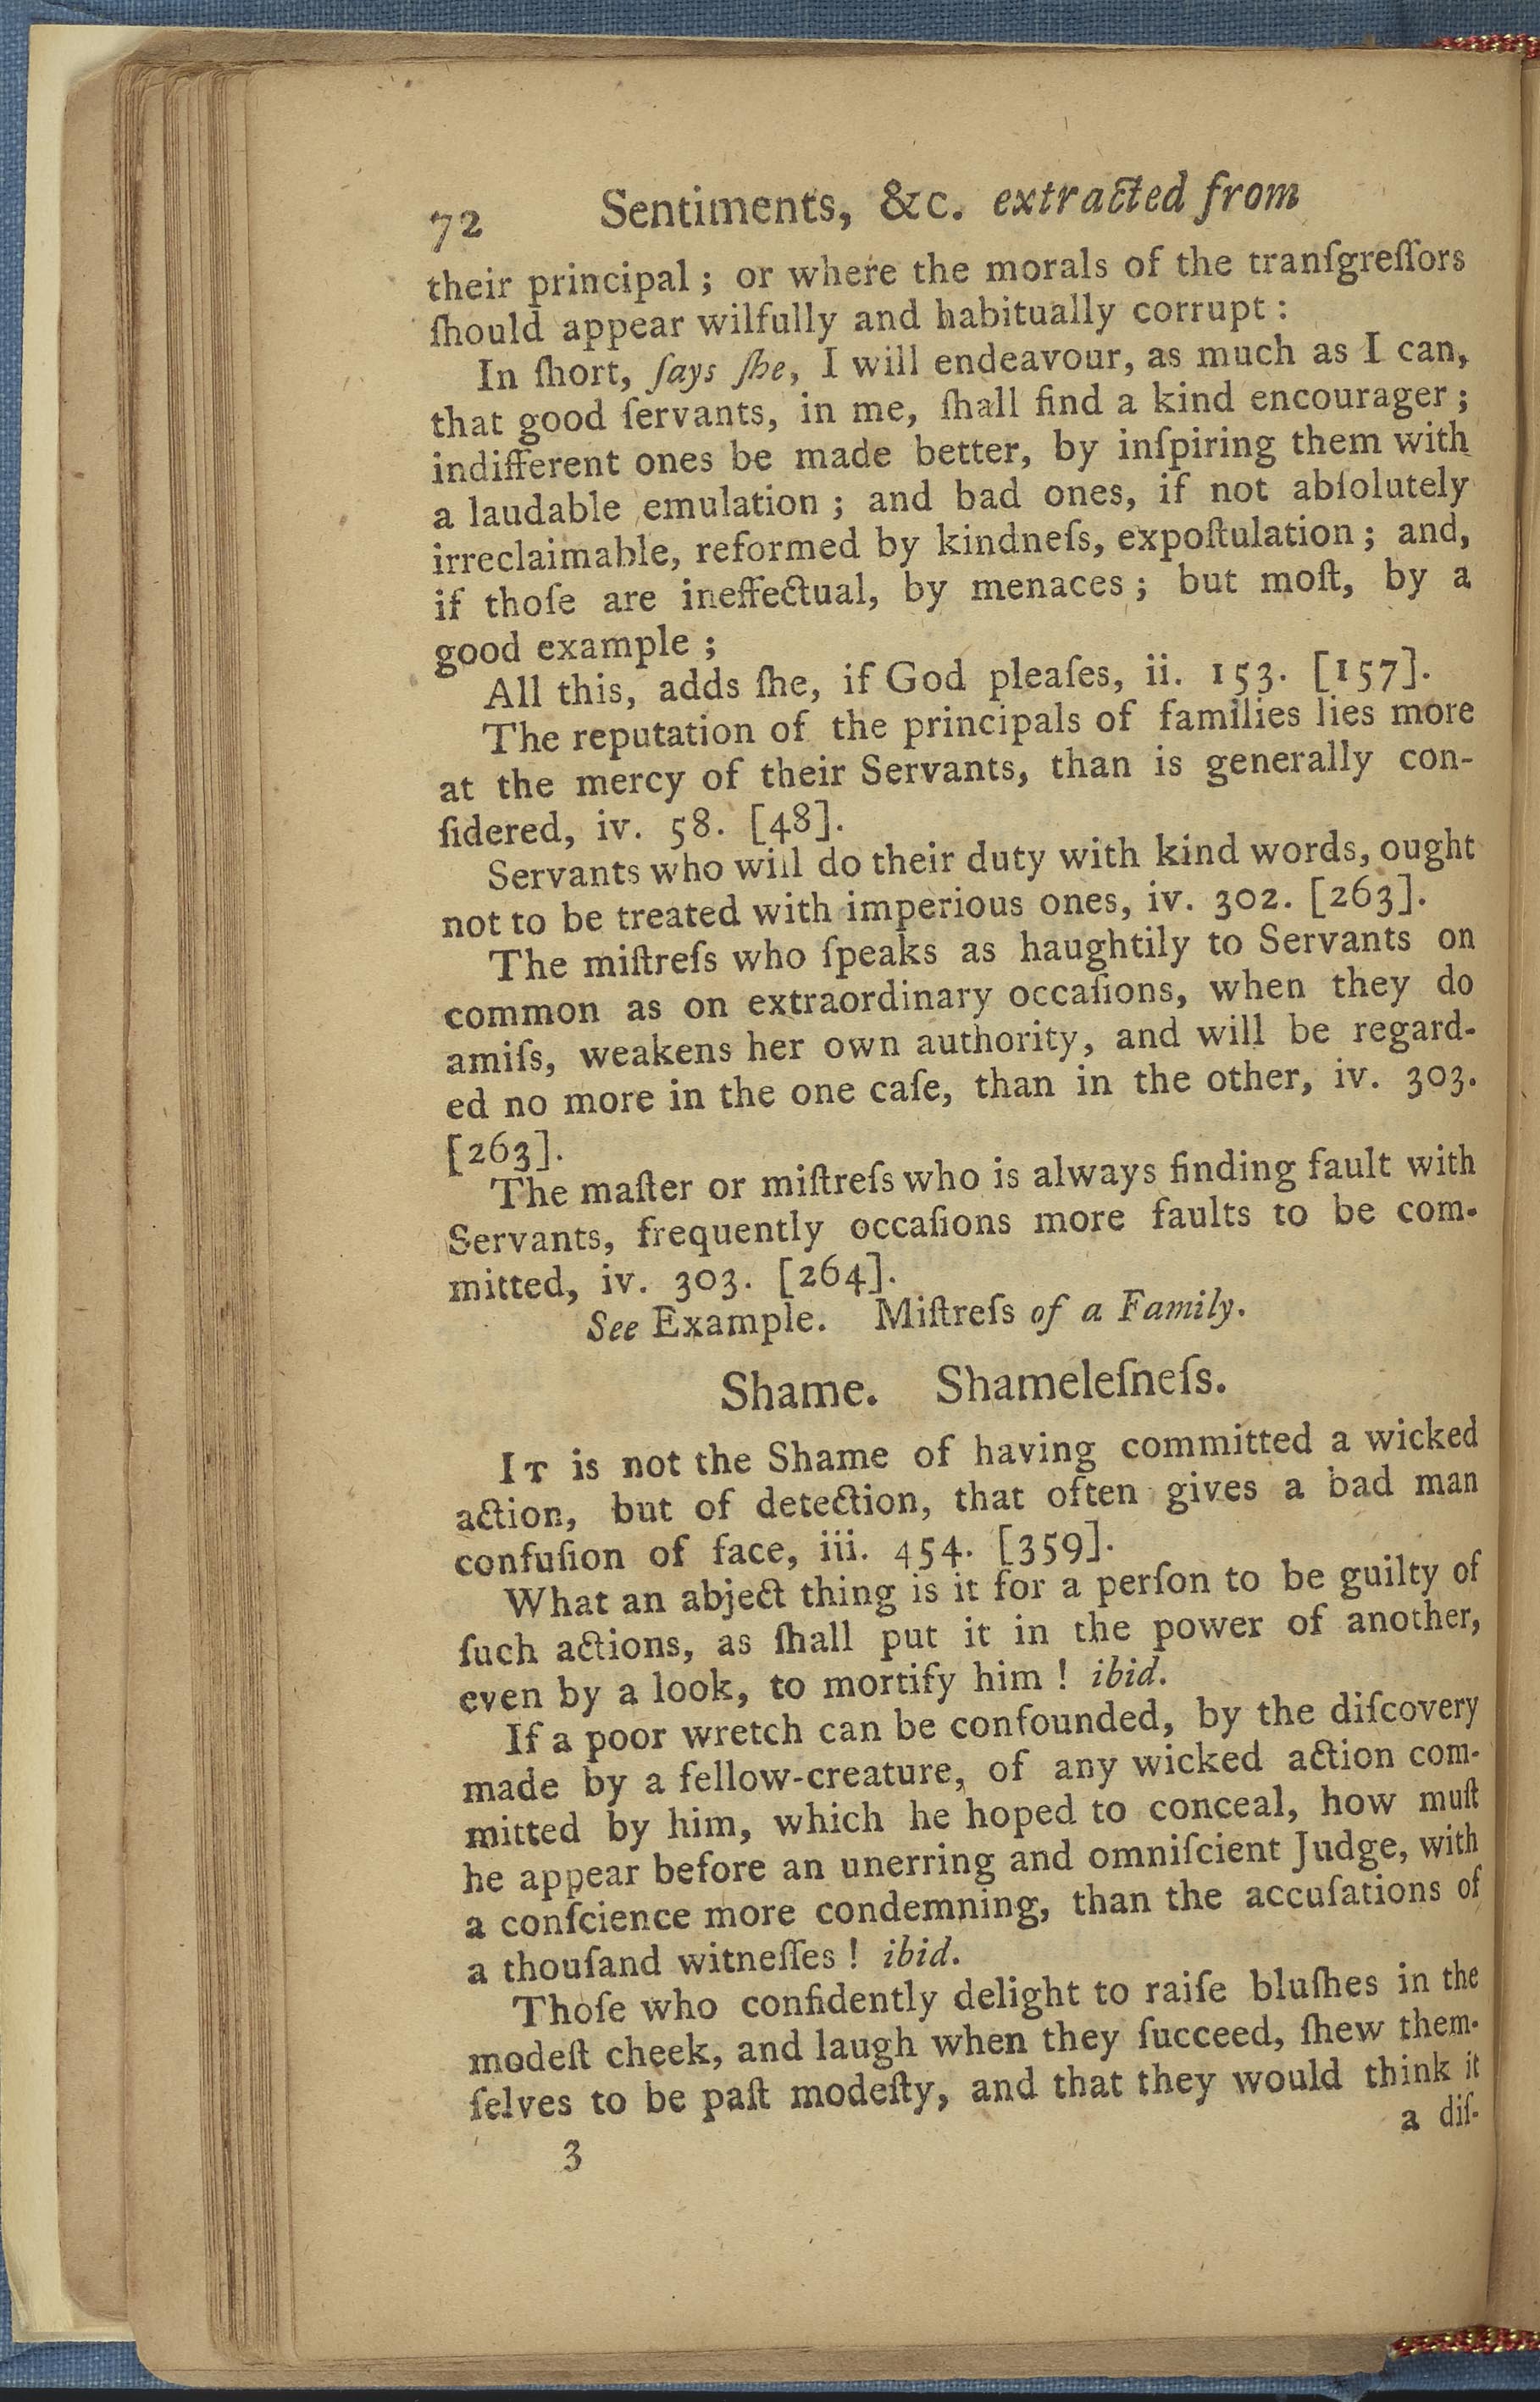 72 Sentiments, &c. extracted from
their principal; or where the morals of the tranſgreſſors
ſhould appear wilfully and habitually corrupt:
In ſhort, ſays ſhe, I will endeavour, as much as I can,
that good ſervants, in me, ſhall find a kind encourager;
indifferent ones be made better, by inſpiring them with
a laudable emulation; and bad ones, if not abſolutely
irreclaimable, reformed by kindneſs, expoſtulation; and,
if thoſe are ineffectual, by menaces; but moſt, by a
good example;
All this, adds ſhe, if God pleaſes, ii. 153. [157].
The reputation of the principals of families lies more
at the mercy of their Servants, than is generally con-
ſidered, iv. 58. [48].
Servants who will do their duty with kind words, ought
not to be treated with imperious ones, iv. 302. [263].
The miſtreſs who ſpeaks as haughtily to Servants on
common as on extraordinary occaſions, when they do
amiſs, weakens her own authority, and will be regard-
ed no more in the one caſe, than in the other, iv. 303.
[263].
The maſter or miſtreſs who is always finding fault with
Servants, frequently occaſions more faults to be com-
mitted, iv. 303. [264].
See Example. Miſtreſs of a Family.
Shame. Shameleſneſs.
IT is not the Shame of having committed a wicked
action, but of detection, that often gives a bad man
confuſion of face, iii. 454. [359].
What an abject thing is it for a perſon to be guilty of
ſuch actions, as ſhall put it in the power of another,
even by a look, to mortify him! ibid.
If a poor wretch can be confounded, by the diſcovery
made by a fellow-creature, of any wicked action com-
mitted by him, which he hoped to conceal, how muſt
he appear before an unerring and omniſcient Judge, with
a conſcience more condemning, than the accuſations of
a thouſand witneſſes! ibid.
Thoſe who confidently delight to raiſe bluſhes in the
modeſt cheek, and laugh when they ſucceed, ſhew them-
ſelves to be paſt modeſty, and that they would think it
3 a diſ-